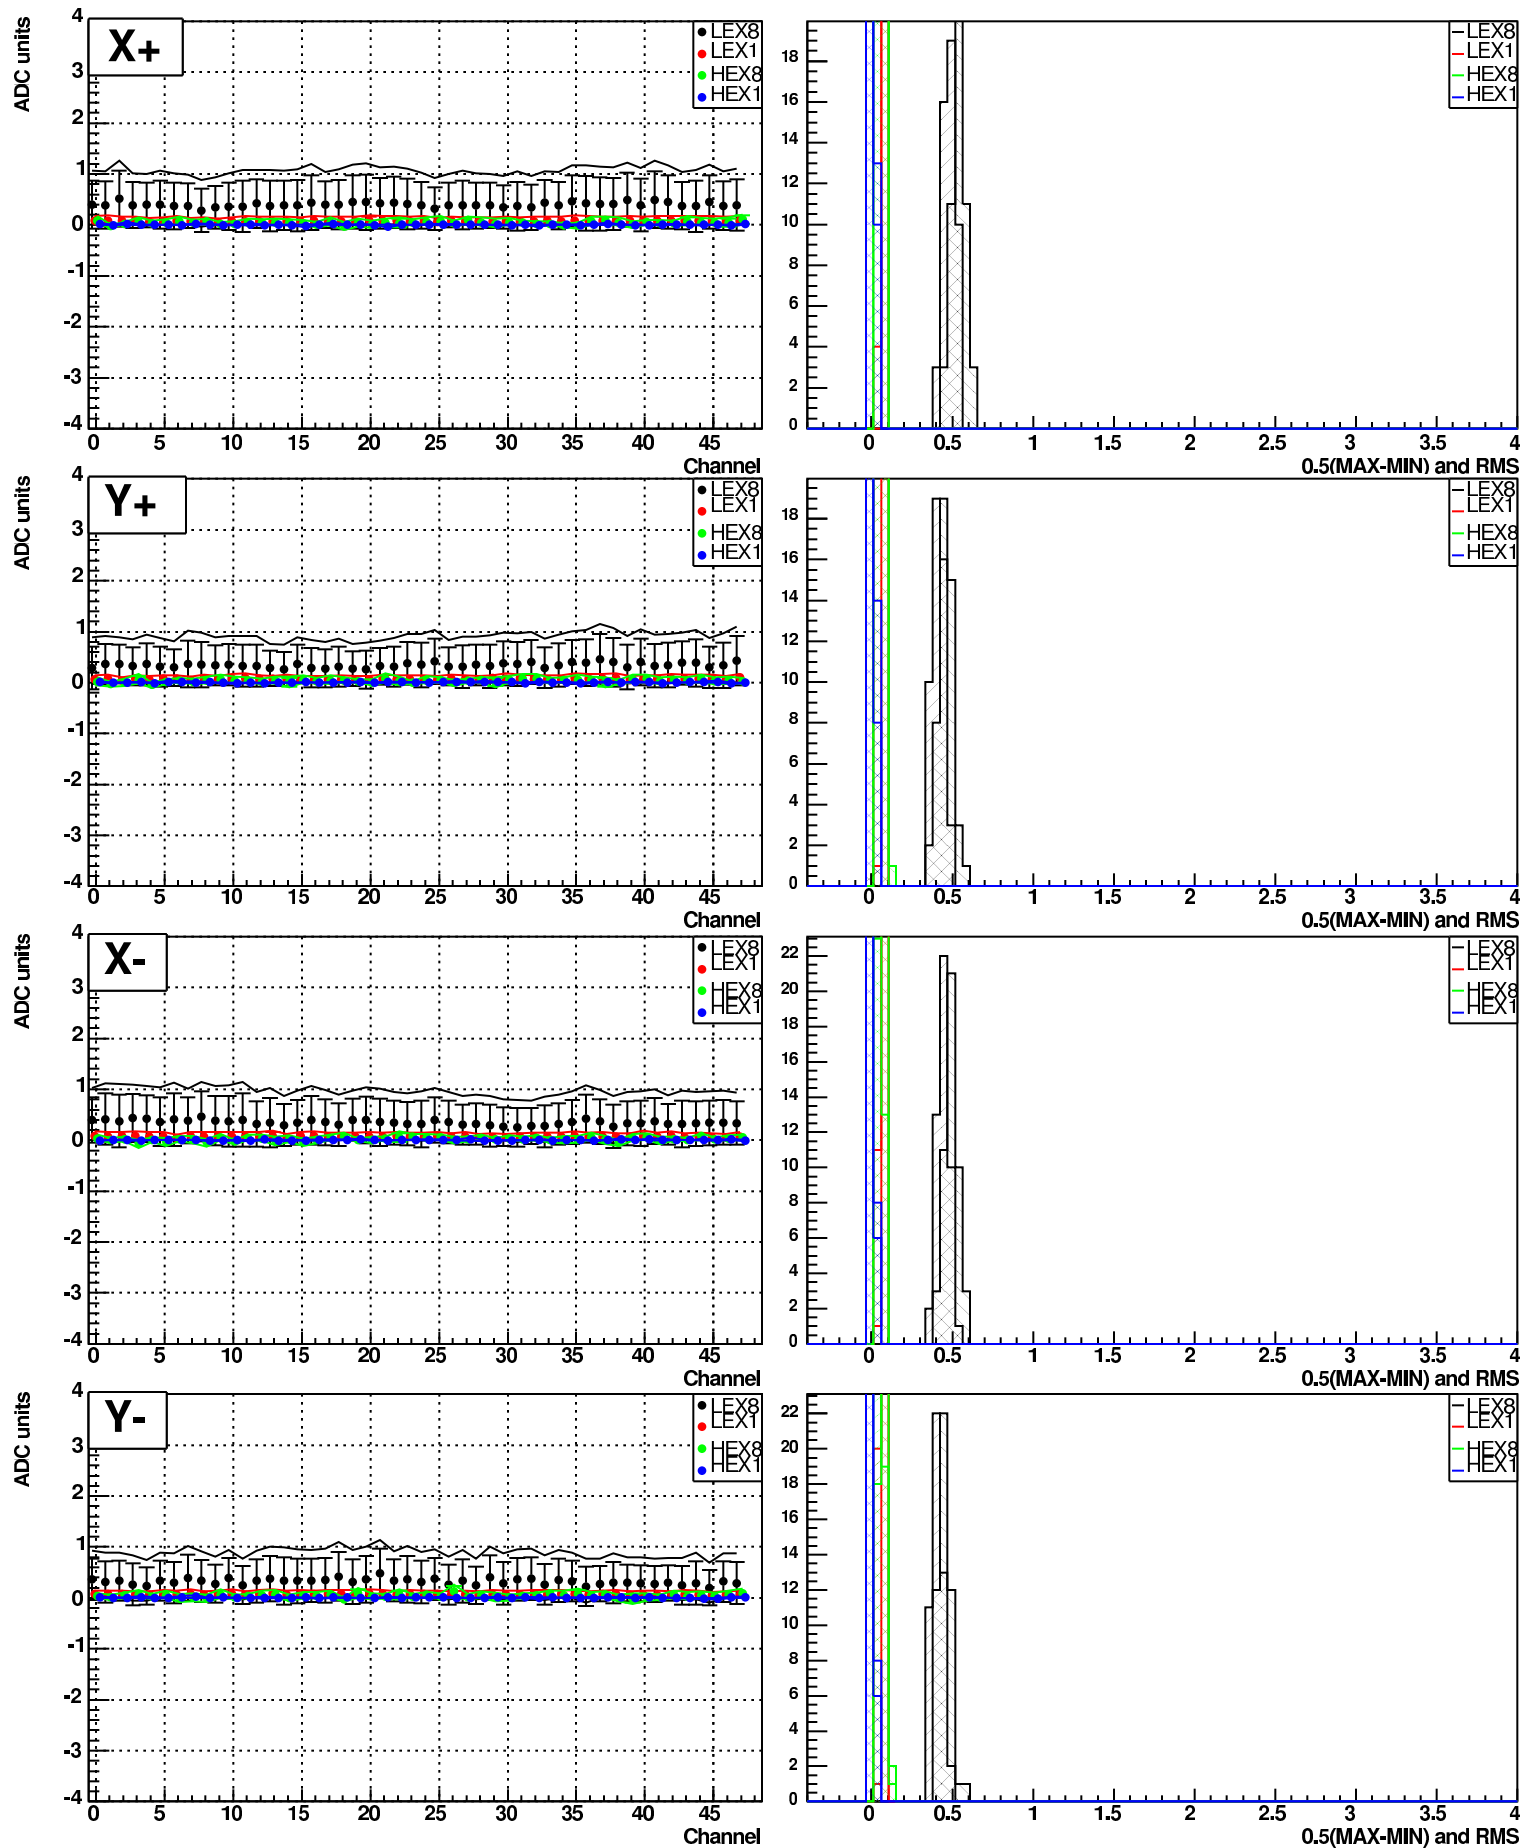 ADC units
X+
4
3
2
1
0
-1
-2
-3
-4
LEX8
LEX1
HEX8
HEX1
0 5 10 15 20 25 30 35 40 45
Channel
18
16
14
12
10
8
6
4
2
0
LEX8
LEX1
HEX8
HEX1
0 0.5 1 1.5 2 2.5 3 3.5 4
0.5(MAX-MIN) and RMS
ADC units
Y+
4
3
2
1
0
-1
-2
-3
-4
LEX8
LEX1
HEX8
HEX1
0 5 10 15 20 25 30 35 40 45
Channel
18
16
14
12
10
8
6
4
2
0
LEX8
LEX1
HEX8
HEX1
0 0.5 1 1.5 2 2.5 3 3.5 4
0.5(MAX-MIN) and RMS
ADC units
X-
4
3
2
1
0
-1
-2
-3
-4
LEX8
LEX1
HEX8
HEX1
0 5 10 15 20 25 30 35 40 45
Channel
22
20
18
16
14
12
10
8
6
4
2
0
LEX8
LEX1
HEX8
HEX1
0 0.5 1 1.5 2 2.5 3 3.5 4
0.5(MAX-MIN) and RMS
ADC units
Y-
4
3
2
1
0
-1
-2
-3
-4
LEX8
LEX1
HEX8
HEX1
0 5 10 15 20 25 30 35 40 45
Channel
22
20
18
16
14
12
10
8
6
4
2
0
LEX8
LEX1
HEX8
HEX1
0 0.5 1 1.5 2 2.5 3 3.5 4
0.5(MAX-MIN) and RMS